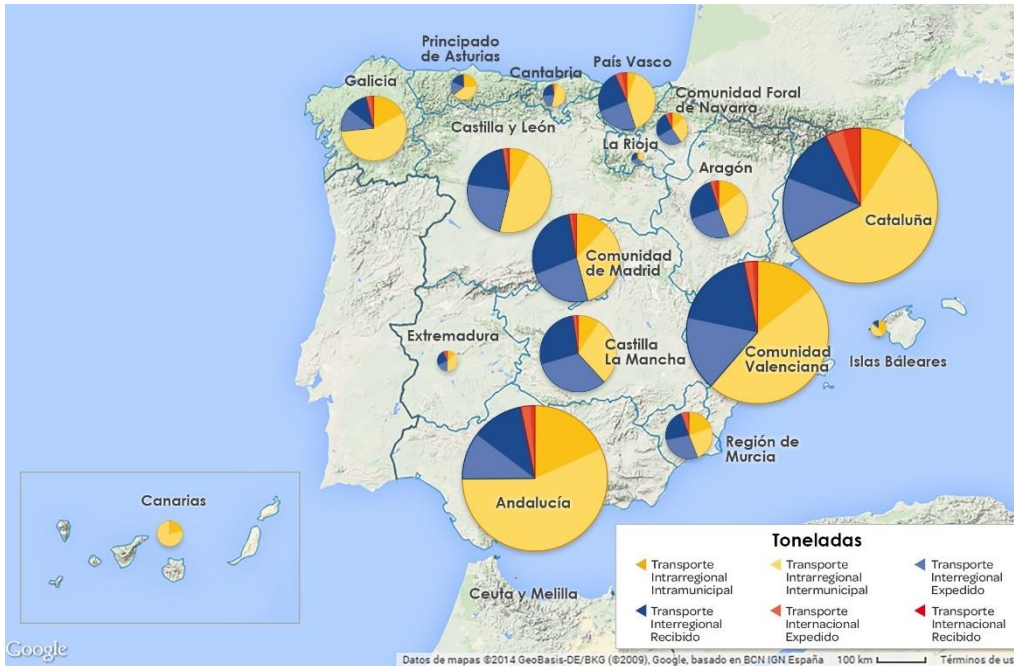 Principado
de Asturias
Cantabria
País Vasco
Galicia
Comunidad Foral
de Navarra
Castilla y León
La Rioja
Aragón
Cataluña
Comunidad
de Madrid
Extremadura
Castilla
La Mancha
Comunidad
Valenciana
Islas Baleares
Región de
Murcia
Andalucía
Canarias
Ceuta y Melilla
Toneladas
Transporte
Intrarregional
Intramunicipal
Transporte
Intrarregional
Intermunicipal
Transporte
Interregional
Expedido
Transporte
Interregional
Recibido
Transporte
Internacional
Expedido
Transporte
Internacional
Recibido
Google
Datos de mapas ©2014 GeoBasis-DE/BKG (©2009), Google, basado en BCN IGN España 100 km Términos de us